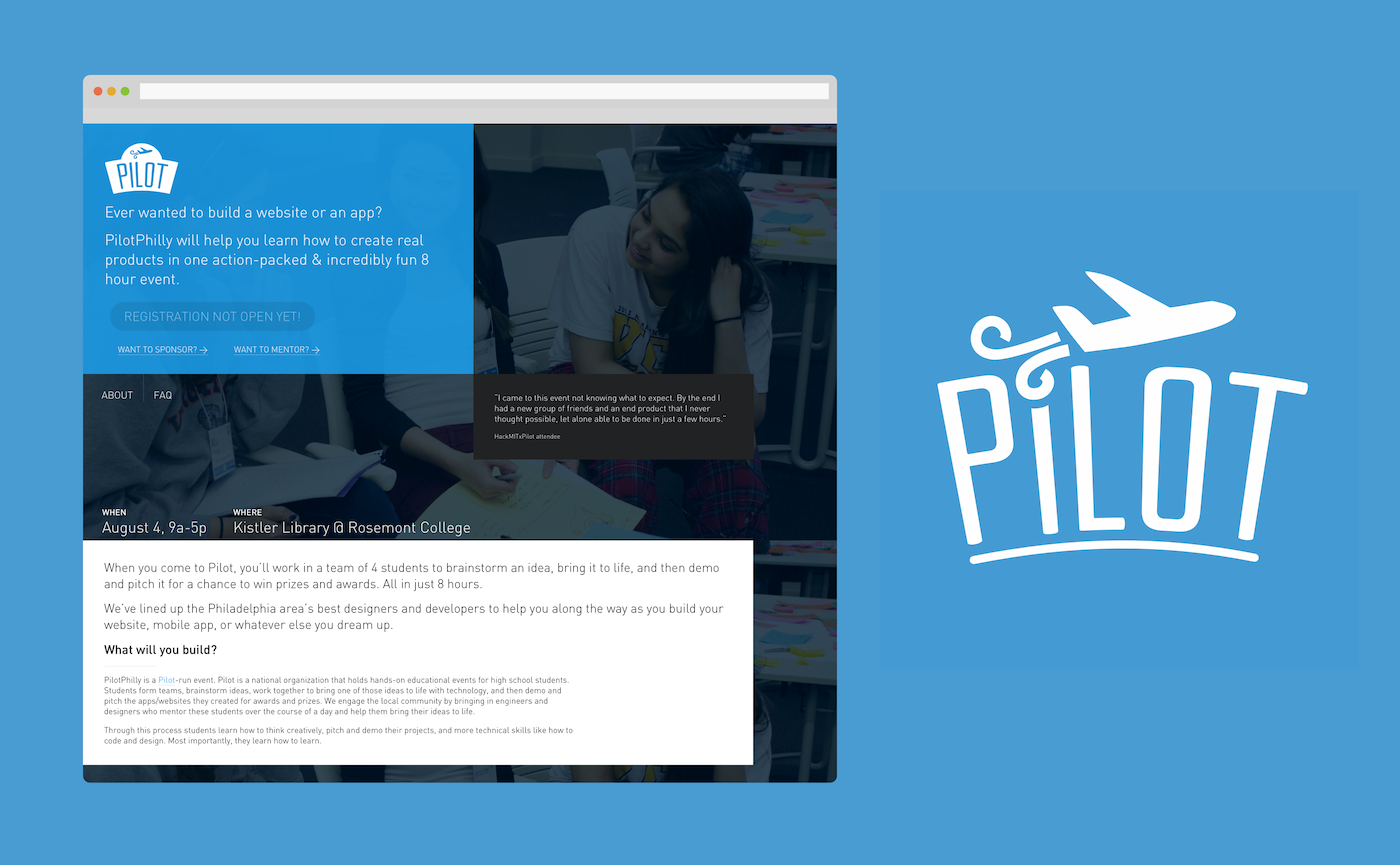 PILOT
Ever wanted to build a website or an app?
PilotPhilly will help you learn how to create real
products in one action-packed & incredibly fun 8
hour event.
REGISTRATION NOT OPEN YET!
WANT TO SPONSOR? →
WANT TO MENTOR? →
ABOUT
FAQ
“I came to this event not knowing what to expect. By the end I
had a new group of friends and an end product that I never
thought possible, let alone able to be done in just a few hours.”
HackMITxPilot attendee
WHEN
August 4, 9a-5p
WHERE
Kistler Library @ Rosemont College
When you come to Pilot, you’ll work in a team of 4 students to brainstorm an idea, bring it to life, and then demo
and pitch it for a chance to win prizes and awards. All in just 8 hours.
We’ve lined up the Philadelphia area’s best designers and developers to help you along the way as you build your
website, mobile app, or whatever else you dream up.
What will you build?
PilotPhilly is a Pilot-run event. Pilot is a national organization that holds hands-on educational events for high school students.
Students form teams, brainstorm ideas, work together to bring one of those ideas to life with technology, and then demo and
pitch the apps/websites they created for awards and prizes. We engage the local community by bringing in engineers and
designers who mentor these students over the course of a day and help them bring their ideas to life.
Through this process students learn how to think creatively, pitch and demo their projects, and more technical skills like how to
code and design. Most importantly, they learn how to learn.
PiLOT